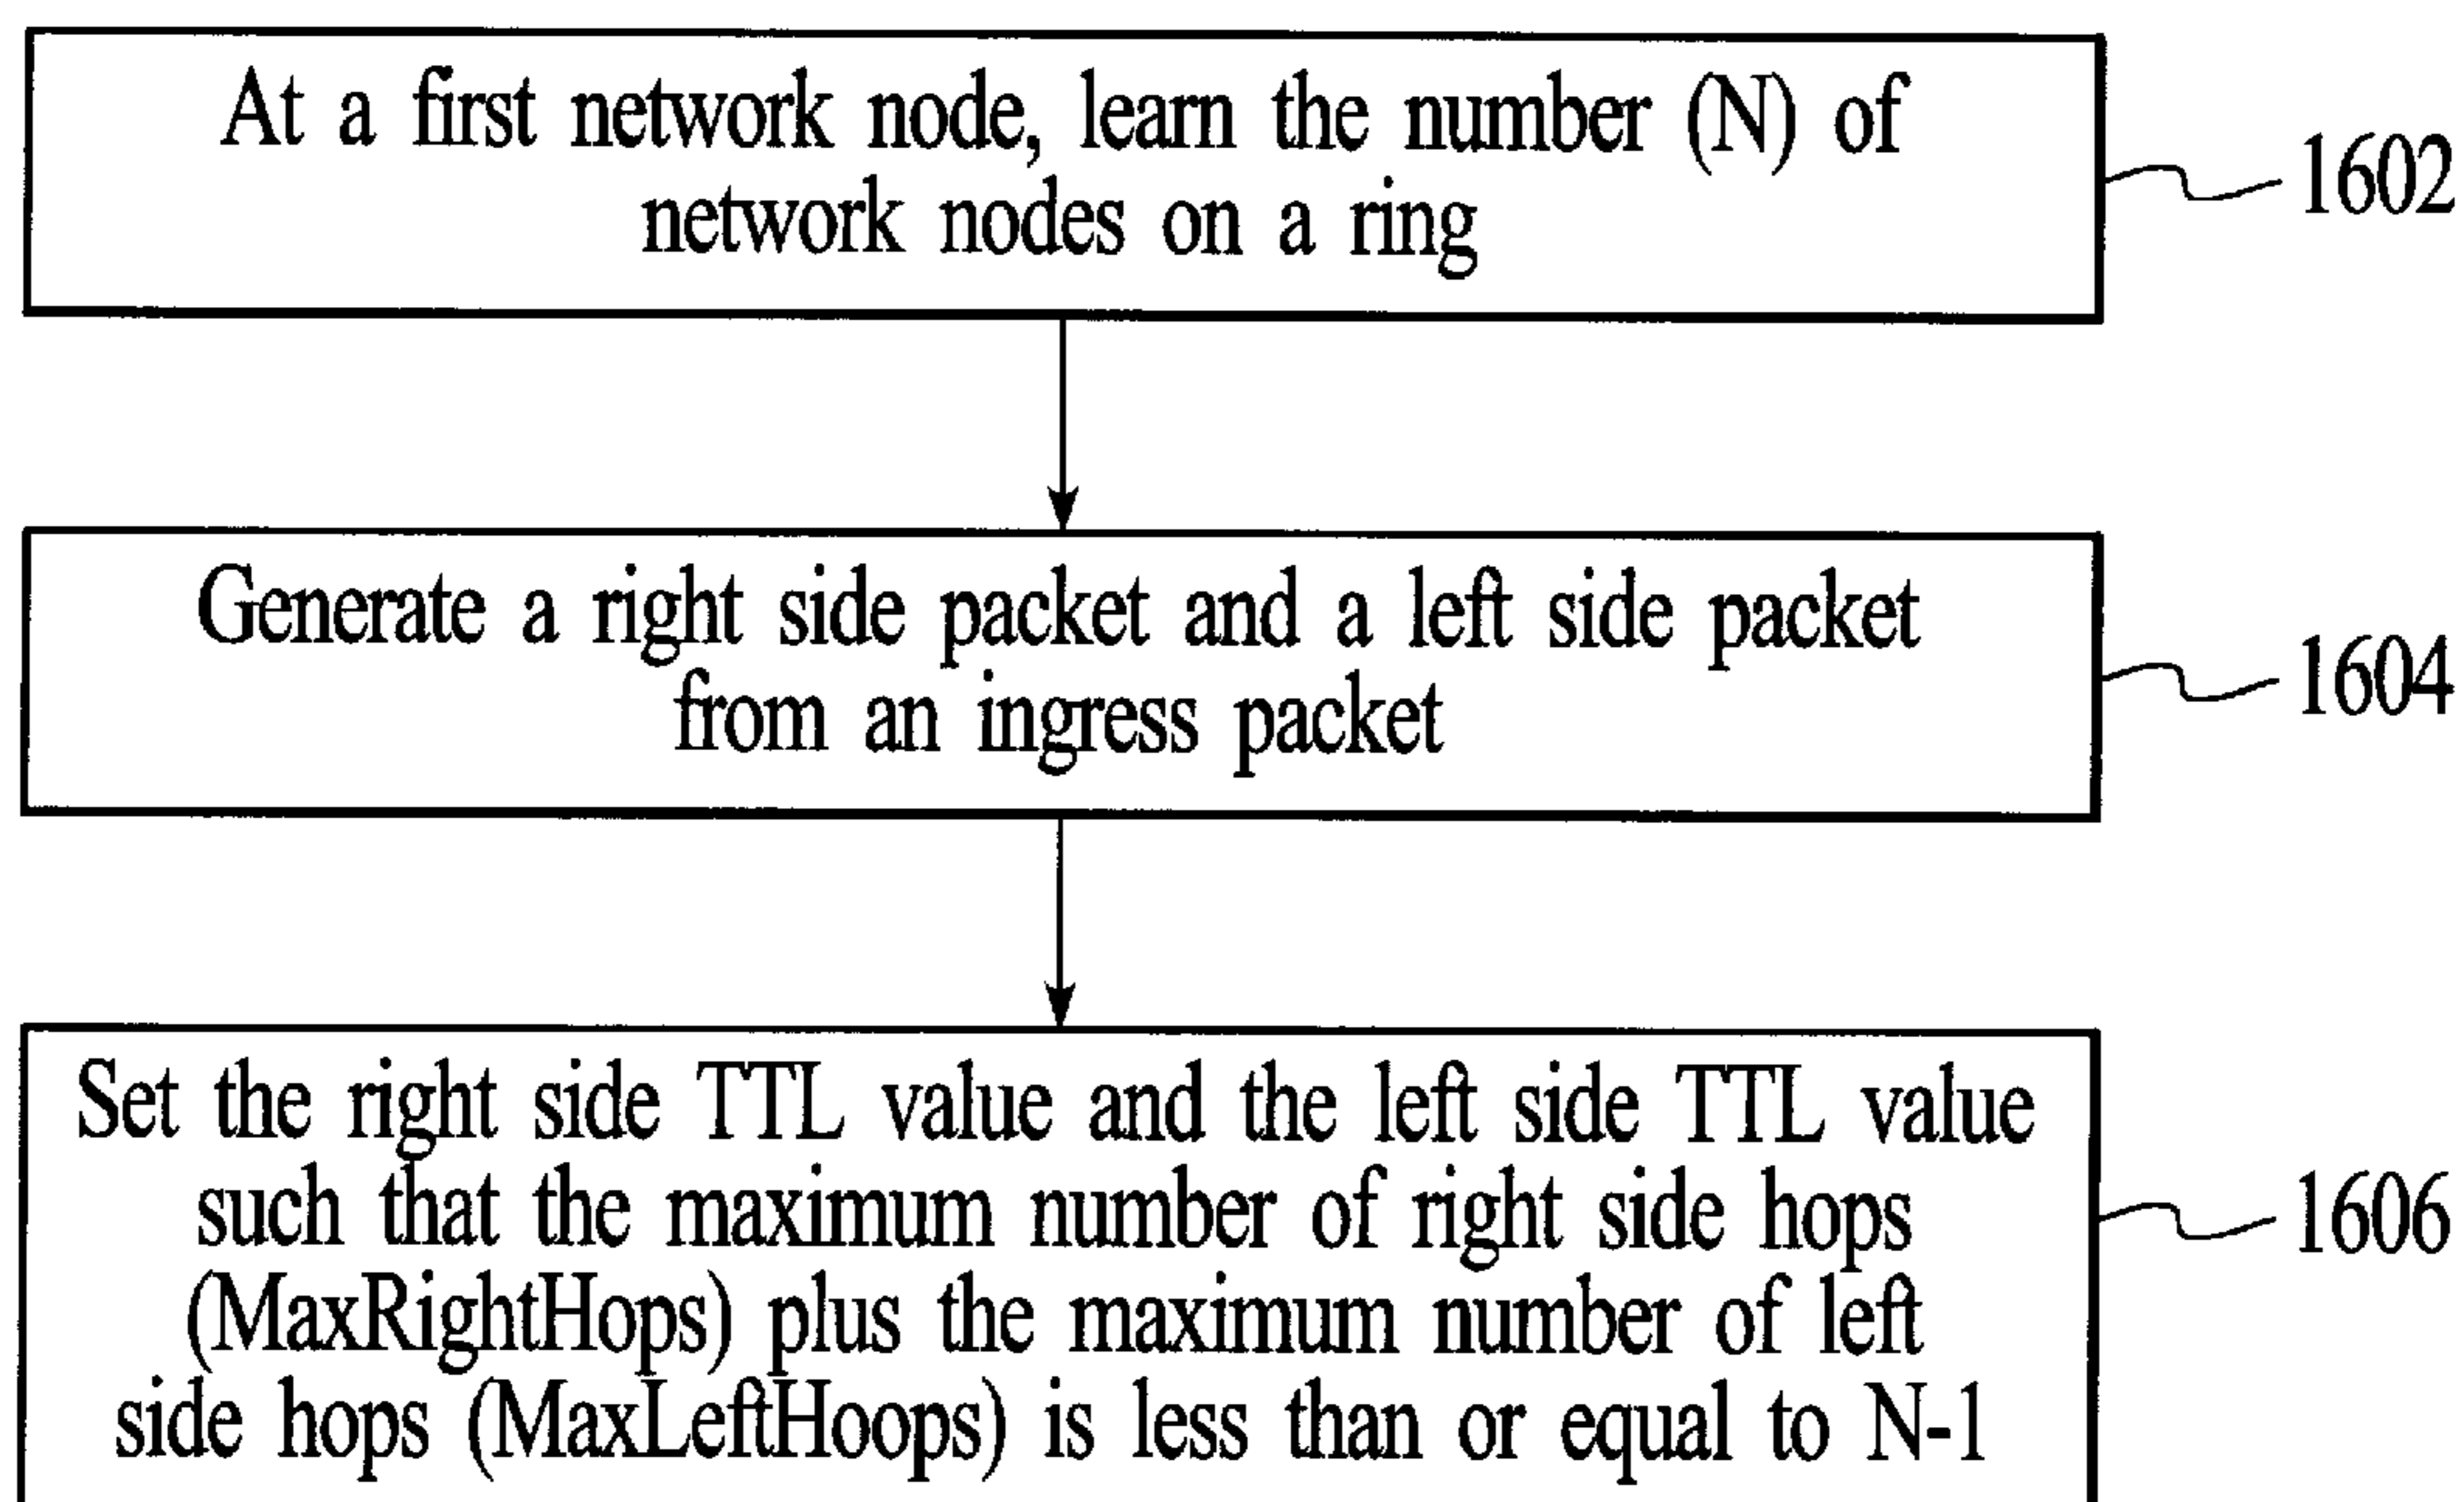 At a first network node, learn the number (N) of
network nodes on a ring
1602
Generate a right side packet and a left side packet
from an ingress packet
1604
Set the right side TTL value and the left side TTL value
such that the maximum number of right side hops
(MaxRightHops) plus the maximum number of left
side hops (MaxLeftHoops) is less than or equal to N-1
1606